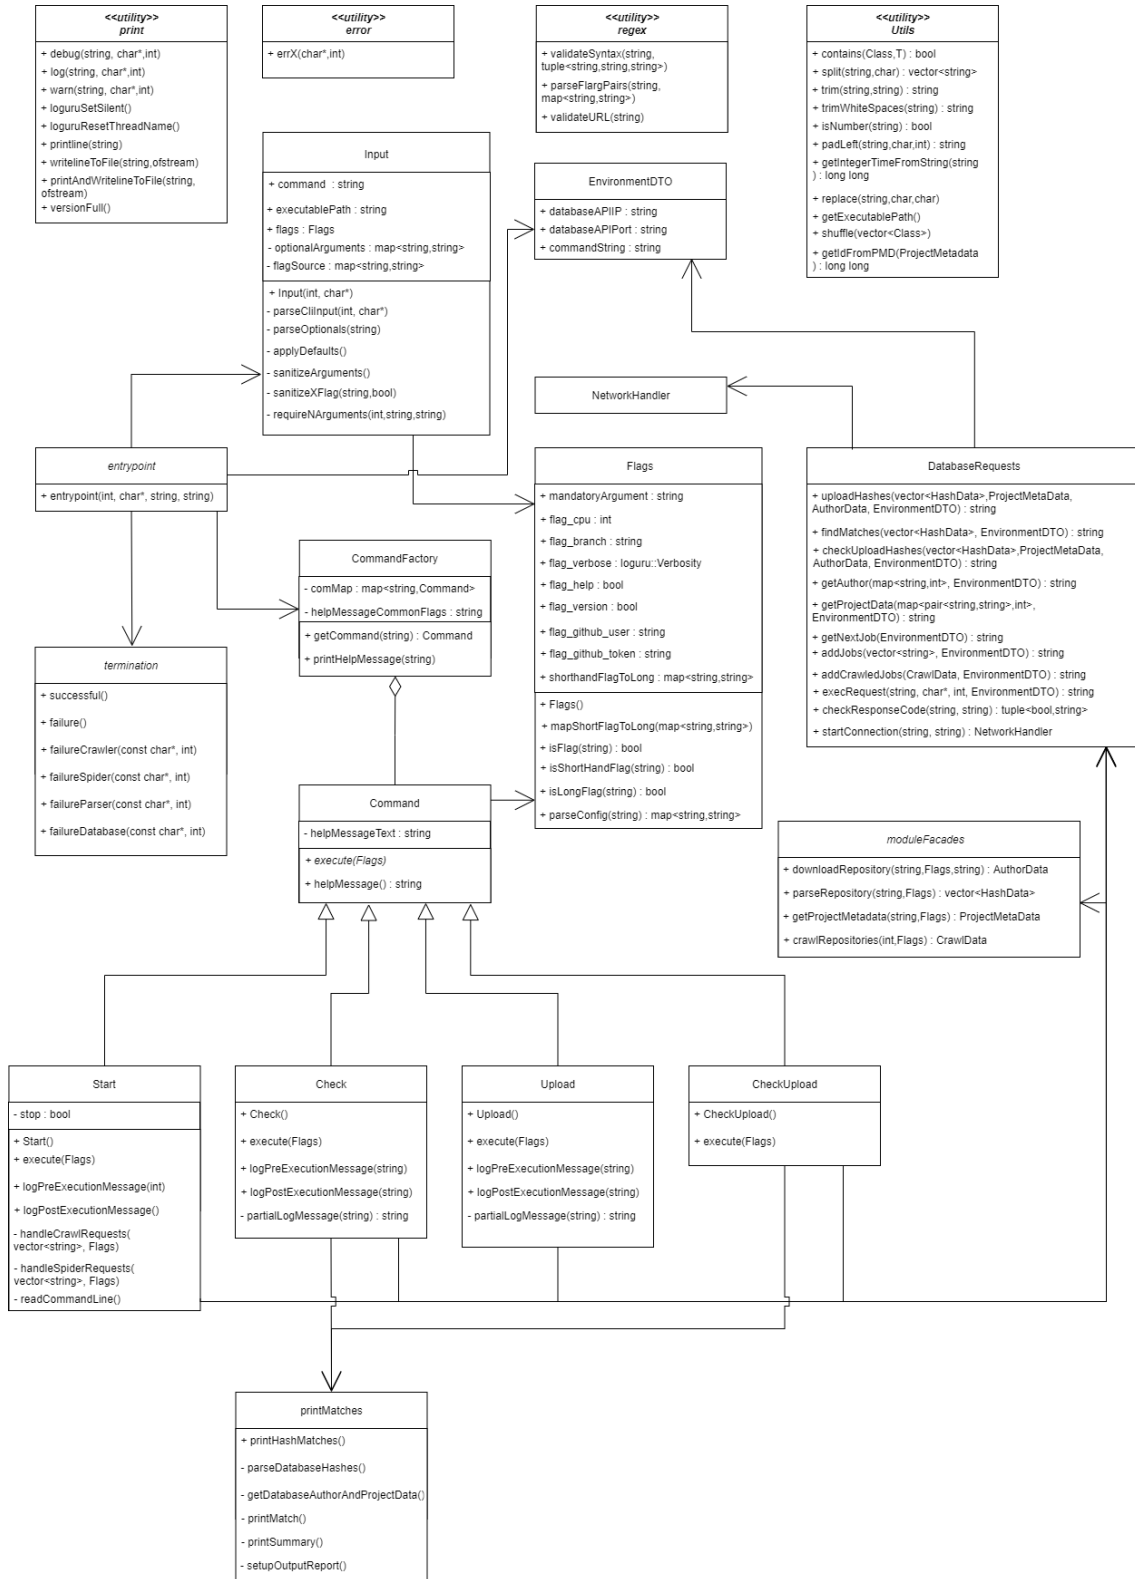 <<utility>>
print
+ debug(string, char*,int)
+ log(string, char*,int)
+ warn(string, char*,int)
+ loguruSetSilent()
+ loguruResetThreadName()
+ printline(string)
+ writelineToFile(string,ofstream)
+ printAndWritelineToFile(string,
ofstream)
+ versionFull()
<<utility>>
error
+ errX(char*,int)
<<utility>>
regex
+ validateSyntax(string,
tuple<string,string,string>)
+ parseFlargPairs(string,
map<string,string>)
+ validateURL(string)
<<utility>>
Utils
+ contains(Class,T) : bool
+ split(string,char) : vector<string>
+ trim(string,string) : string
+ trimWhiteSpaces(string) : string
+ isNumber(string) : bool
+ padLeft(string,char,int) : string
+ getIntegerTimeFromString(string
) : long long
+ replace(string,char,char)
+ getExecutablePath()
+ shuffle(vector<Class>)
+ getIdFromPMD(ProjectMetadata
) : long long
Input
+ command : string
+ executablePath : string
+ flags : Flags
- optionalArguments : map<string,string>
- flagSource : map<string,string>
+ Input(int, char*)
- parseCliInput(int, char*)
- parseOptionals(string)
- applyDefaults()
- sanitizeArguments()
- sanitizeXFlag(string,bool)
- requireNArguments(int,string,string)
EnvironmentDTO
+ databaseAPIIP : string
+ databaseAPIPort : string
+ commandString : string
NetworkHandler
entrypoint
+ entrypoint(int, char*, string, string)
Flags
+ mandatoryArgument : string
+ flag_cpu : int
+ flag_branch : string
+ flag_verbose : loguru::Verbosity
+ flag_help : bool
+ flag_version : bool
+ flag_github_user : string
+ flag_github_token : string
+ shorthandFlagToLong : map<string,string>
+ Flags()
+ mapShortFlagToLong(map<string,string>)
+ isFlag(string) : bool
+ isShortHandFlag(string) : bool
+ isLongFlag(string) : bool
+ parseConfig(string) : map<string,string>
DatabaseRequests
+ uploadHashes(vector<HashData>,ProjectMetaData,
AuthorData, EnvironmentDTO) : string
+ findMatches(vector<HashData>, EnvironmentDTO) : string
+ checkUploadHashes(vector<HashData>,ProjectMetaData,
AuthorData, EnvironmentDTO) : string
+ getAuthor(map<string,int>, EnvironmentDTO) : string
+ getProjectData(map<pair<string,string>,int>,
EnvironmentDTO) : string
+ getNextJob(EnvironmentDTO) : string
+ addJobs(vector<string>, EnvironmentDTO) : string
+ addCrawledJobs(CrawlData, EnvironmentDTO) : string
+ execRequest(string, char*, int, EnvironmentDTO) : string
+ checkResponseCode(string, string) : tuple<bool,string>
+ startConnection(string, string) : NetworkHandler
CommandFactory
- comMap : map<string,Command>
- helpMessageCommonFlags : string
+ getCommand(string) : Command
+ printHelpMessage(string)
termination
+ successful()
+ failure()
+ failureCrawler(const char*, int)
+ failureSpider(const char*, int)
+ failureParser(const char*, int)
+ failureDatabase(const char*, int)
Command
- helpMessageText : string
+ execute(Flags)
+ helpMessage() : string
moduleFacades
+ downloadRepository(string,Flags,string) : AuthorData
+ parseRepository(string,Flags) : vector<HashData>
+ getProjectMetadata(string,Flags) : ProjectMetaData
+ crawlRepositories(int,Flags) : CrawlData
Start
- stop : bool
+ Start()
+ execute(Flags)
+ logPreExecutionMessage(int)
+ logPostExecutionMessage()
- handleCrawlRequests(
vector<string>, Flags)
- handleSpiderRequests(
vector<string>, Flags)
- readCommandLine()
Check
+ Check()
+ execute(Flags)
+ logPreExecutionMessage(string)
+ logPostExecutionMessage(string)
- partialLogMessage(string) : string
Upload
+ Upload()
+ execute(Flags)
+ logPreExecutionMessage(string)
+ logPostExecutionMessage(string)
- partialLogMessage(string) : string
CheckUpload
+ CheckUpload()
+ execute(Flags)
printMatches
+ printHashMatches()
- parseDatabaseHashes()
- getDatabaseAuthorAndProjectData()
- printMatch()
- printSummary()
- setupOutputReport()